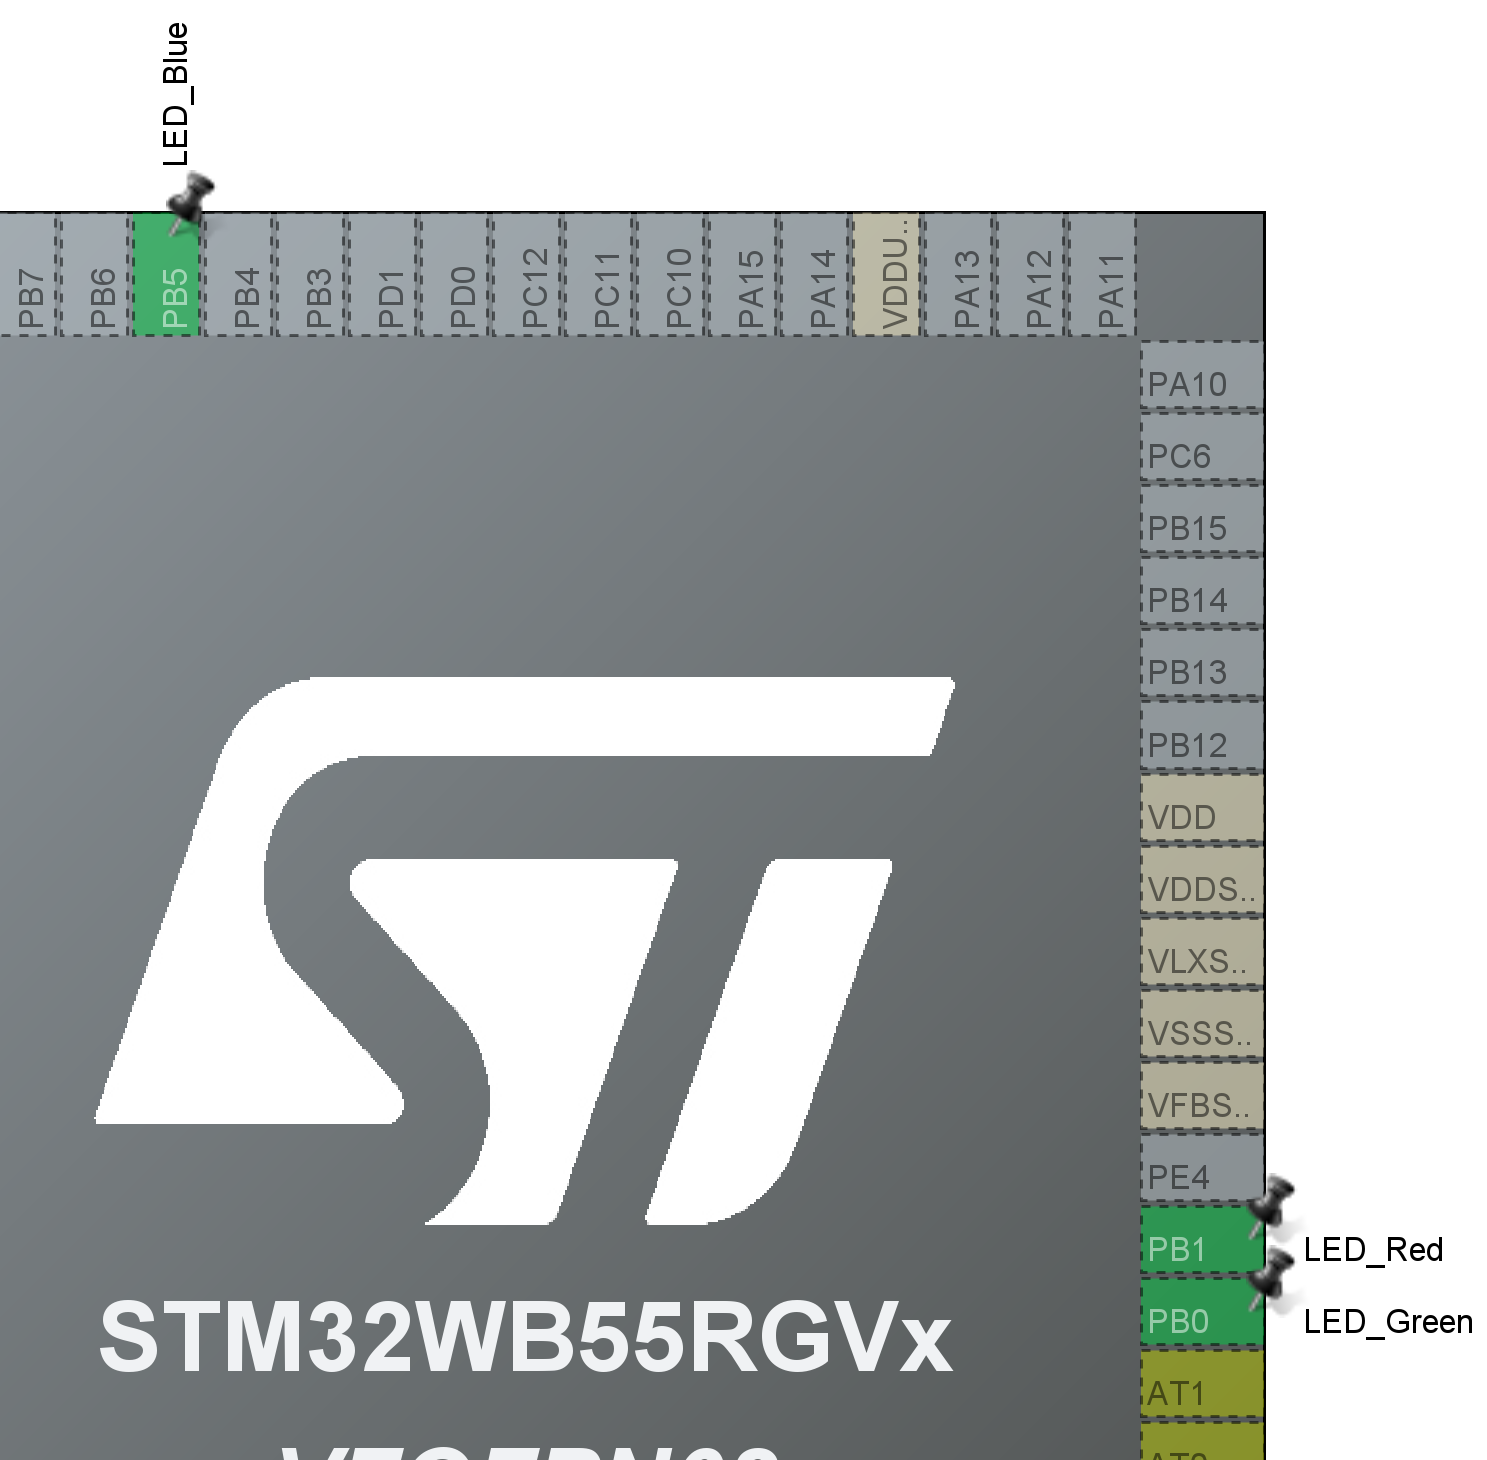 LED_Blue
PB7
PB6
PB5
PB4
PB3
PD1
PD0
PC12
PC11
PC10
PA15
PA14
VDDU..
PA13
PA12
PA11
PA10
PC6
PB15
PB14
PB13
PB12
VDD
VDDS..
VLXS..
VSSS..
VFBS..
PE4
PB1
LED_Red
PB0
LED_Green
AT1
ST
STM32WB55RGVx